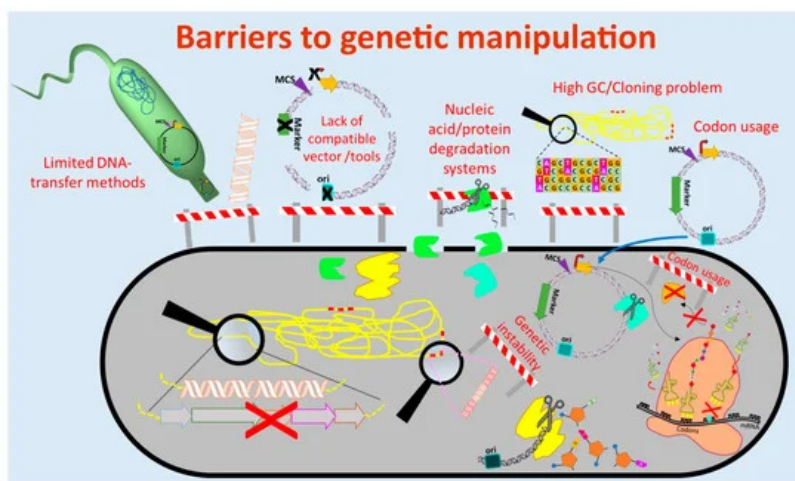 Barriers to genetic manipulation
Limited DNA-
transfer methods
MCS
Marker
ori
Lack of
compatible
vector /tools
Nucleic
acid/protein
degradation
systems
High GC/Cloning problem
Codon usage
MCS
Marker
ori
MCS
Marker
ori
Codon usage
Genetic
instability
ori
Codons
mRNA